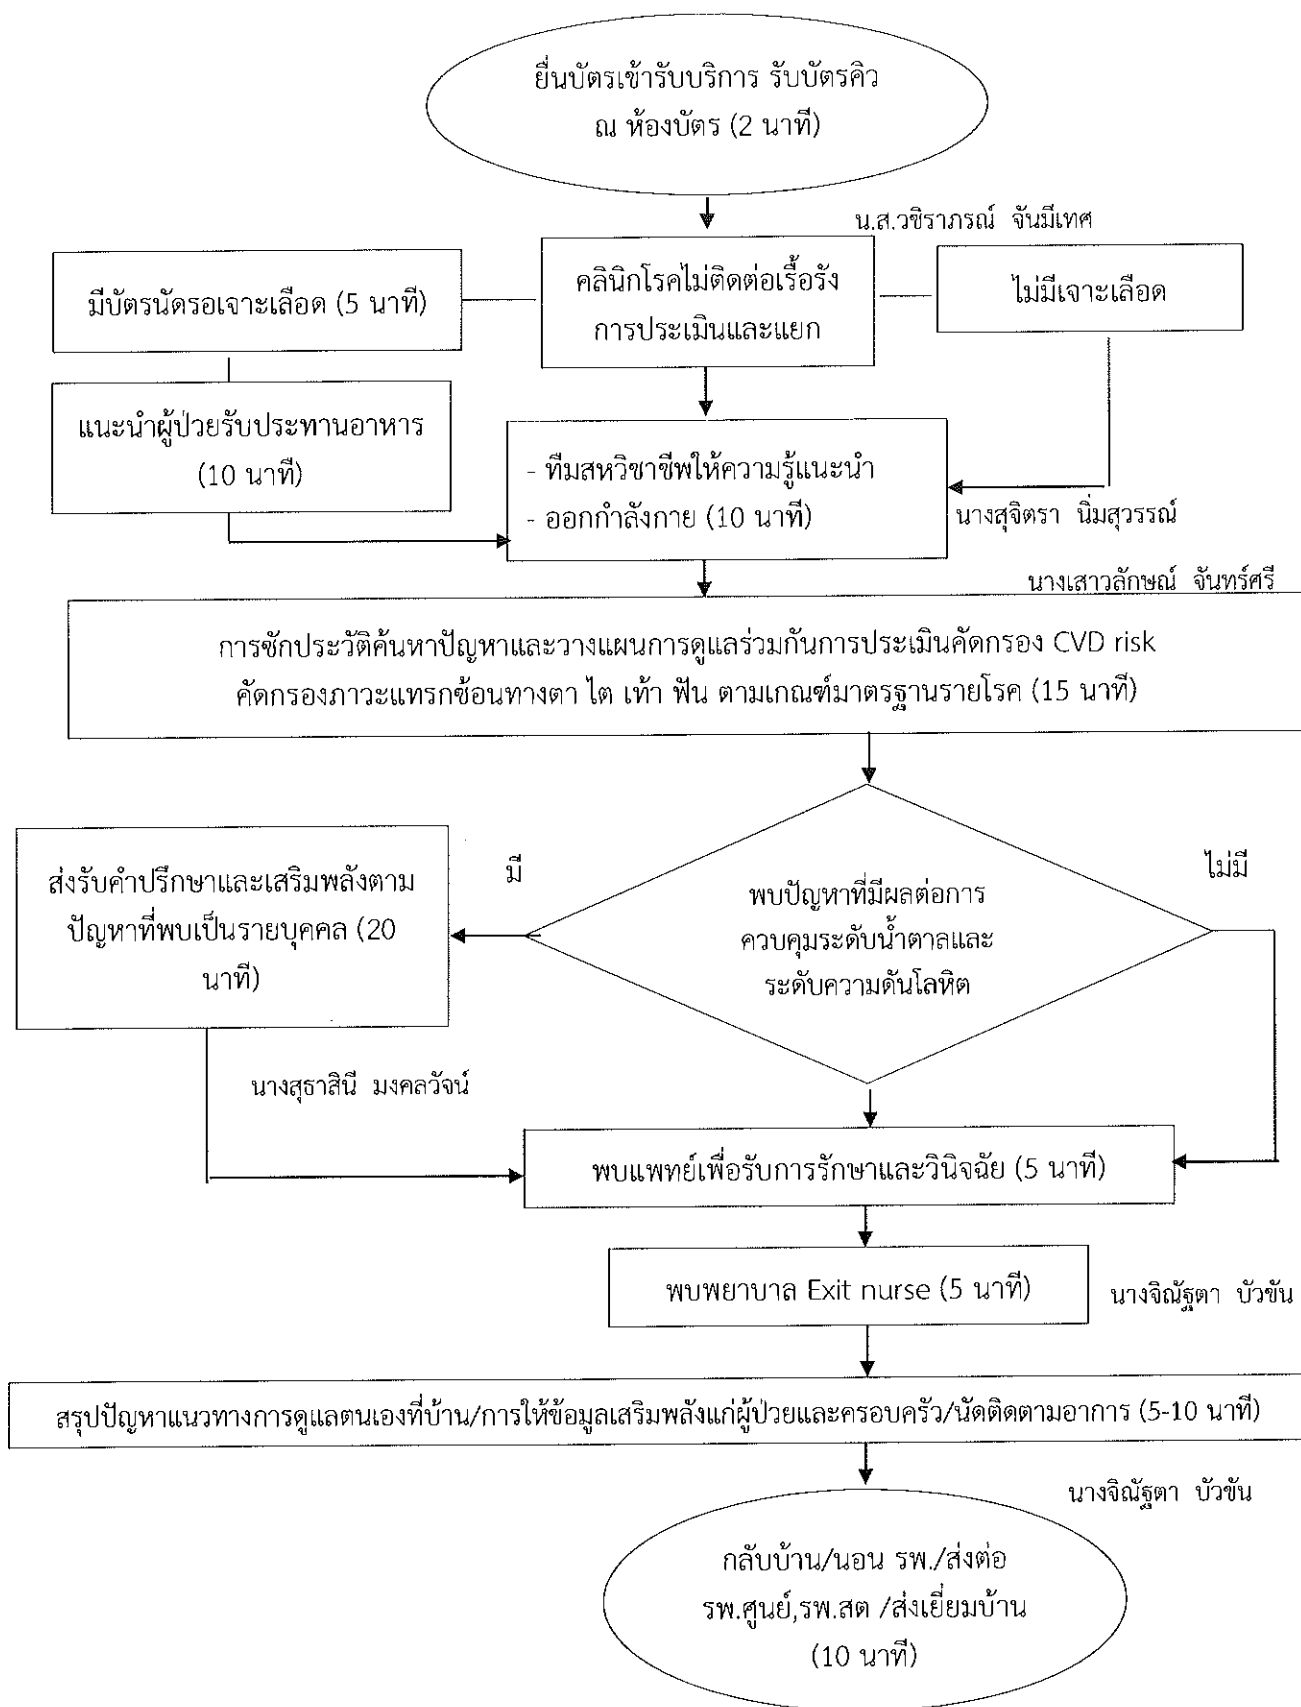 ยื่นบัตรเข้ารับบริการ รับบัตรคิว
ณ ห้องบัตร (2 นาที)
น.ส.วชิราภรณ์ จันมีเทศ
มีบัตรนัดรอเจาะเลือด (5 นาที)
คลินิกโรคไม่ติดต่อเรื้อรัง
การประเมินและแยก
ไม่มีเจาะเลือด
แนะนำผู้ป่วยรับประทานอาหาร
(10 นาที)
- ทีมสหวิชาชีพให้ความรู้แนะนำ
- ออกกำลังกาย (10 นาที)
นางสุจิตรา นิ่มสุวรรณ์
นางเสาวลักษณ์ จันทร์ศรี
การซักประวัติค้นหาปัญหาและวางแผนการดูแลร่วมกันการประเมินคัดกรอง CVD risk
คัดกรองภาวะแทรกซ้อนทางตา ไต เท้า ฟัน ตามเกณฑ์มาตรฐานรายโรค (15 นาที)
ส่งรับคำปรึกษาและเสริมพลังตาม
ปัญหาที่พบเป็นรายบุคคล (20
นาที)
มี
พบปัญหาที่มีผลต่อการ
ควบคุมระดับน้ำตาลและ
ระดับความดันโลหิต
ไม่มี
นางสุธาสินี มงคลวัจน์
พบแพทย์เพื่อรับการรักษาและวินิจฉัย (5 นาที)
พบพยาบาล Exit nurse (5 นาที)
นางจิณัฐตา บัวขัน
สรุปปัญหาแนวทางการดูแลตนเองที่บ้าน/การให้ข้อมูลเสริมพลังแก่ผู้ป่วยและครอบครัว/นัดติดตามอาการ (5-10 นาที)
นางจิณัฐตา บัวขัน
กลับบ้าน/นอน รพ./ส่งต่อ
รพ.ศูนย์,รพ.สต /ส่งเยี่ยมบ้าน
(10 นาที)